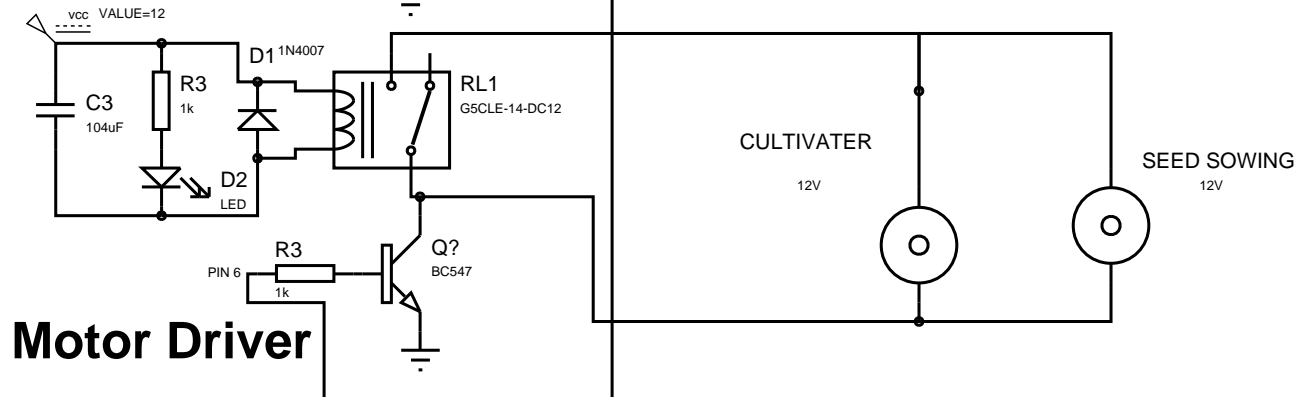 vcc VALUE=12
D1 1N4007
R3
1k
C3
104uF
RL1
G5CLE-14-DC12
D2
LED
CULTIVATER
12V
SEED SOWING
12V
R3
1k
PIN 6
Q?
BC547
Motor Driver